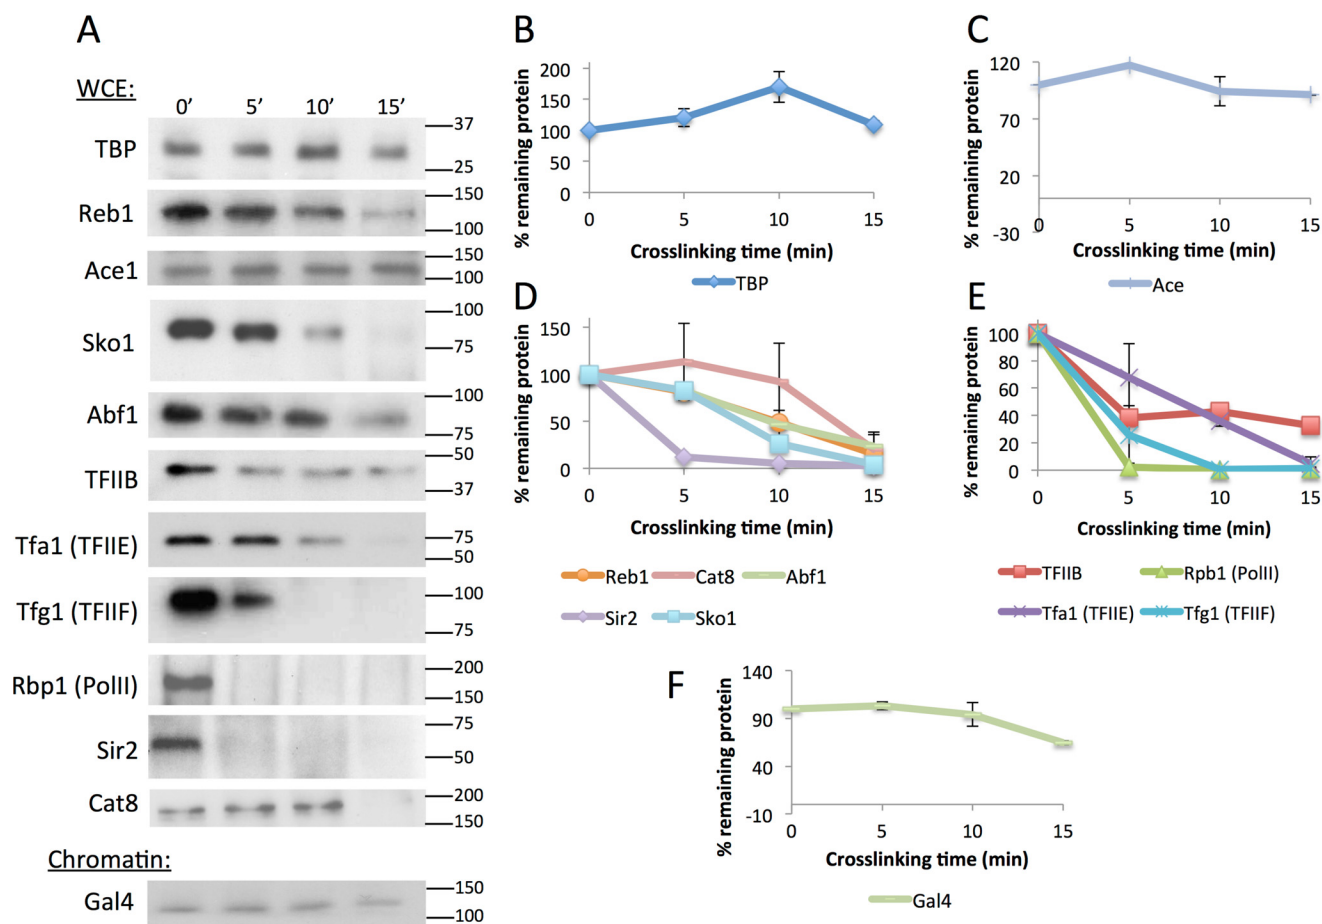 A
WCE:
0’ 5’ 10’ 15’
TBP
37
25
Reb1
150
100
Ace1
150
100
Sko1
100
75
Abf1
100
75
TFIIB
50
37
Tfa1 (TFIIE)
75
50
Tfg1 (TFIIF)
100
75
Rbp1 (PolII)
200
150
Sir2
75
50
Cat8
200
150
Chromatin:
Gal4
150
100
B
% remaining protein
200
150
100
50
0
0 5 10 15
Crosslinking time (min)
TBP
C
% remaining protein
120
70
20
-30
0 5 10 15
Crosslinking time (min)
Ace
D
% remaining protein
150
100
50
0
0 5 10 15
Crosslinking time (min)
Reb1 Cat8 Abf1
Sir2 Sko1
E
% remaining protein
100
80
60
40
20
0
0 5 10 15
Crosslinking time (min)
TFIIB Rpb1 (PolII)
Tfa1 (TFIIE) Tfg1 (TFIIF)
F
% remaining protein
140
90
40
-10
0 5 10 15
Crosslinking time (min)
Gal4